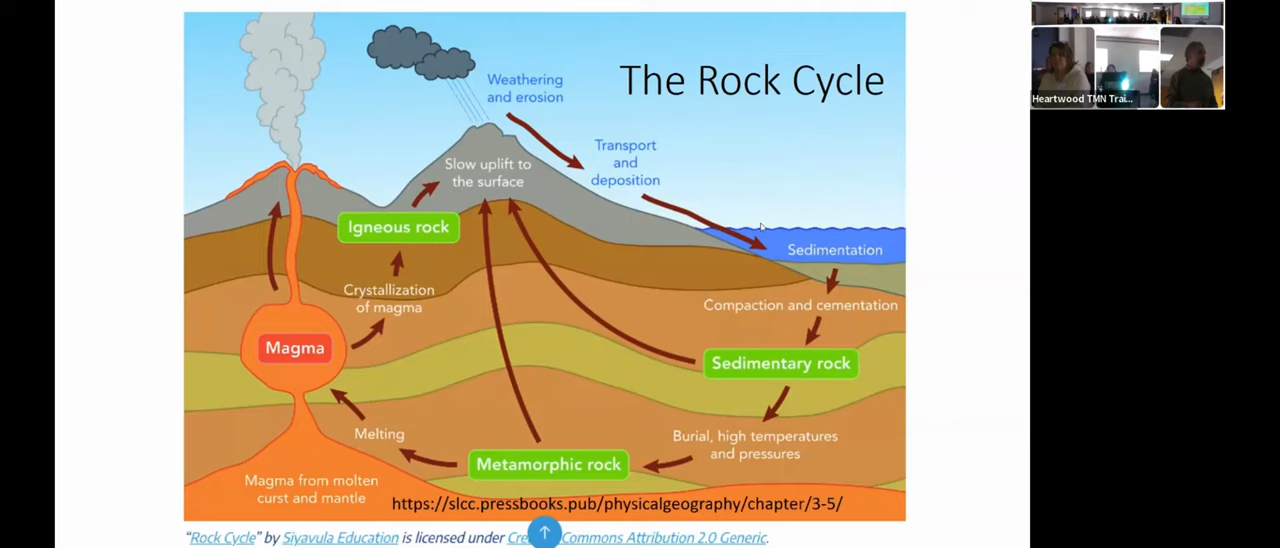 The Rock Cycle
Weathering
and erosion
Transport
and
deposition
Slow uplift to
the surface
Igneous rock
Sedimentation
Crystallization
of magma
Compaction and cementation
Magma
Sedimentary rock
Melting
Burial, high temperatures
and pressures
Metamorphic rock
Magma from molten
curst and mantle
https://slcc.pressbooks.pub/physicalgeography/chapter/3-5/
“Rock Cycle” by Siyavula Education is licensed under Cre Commons Attribution 2.0 Generic.
Heartwood TMN Trai...